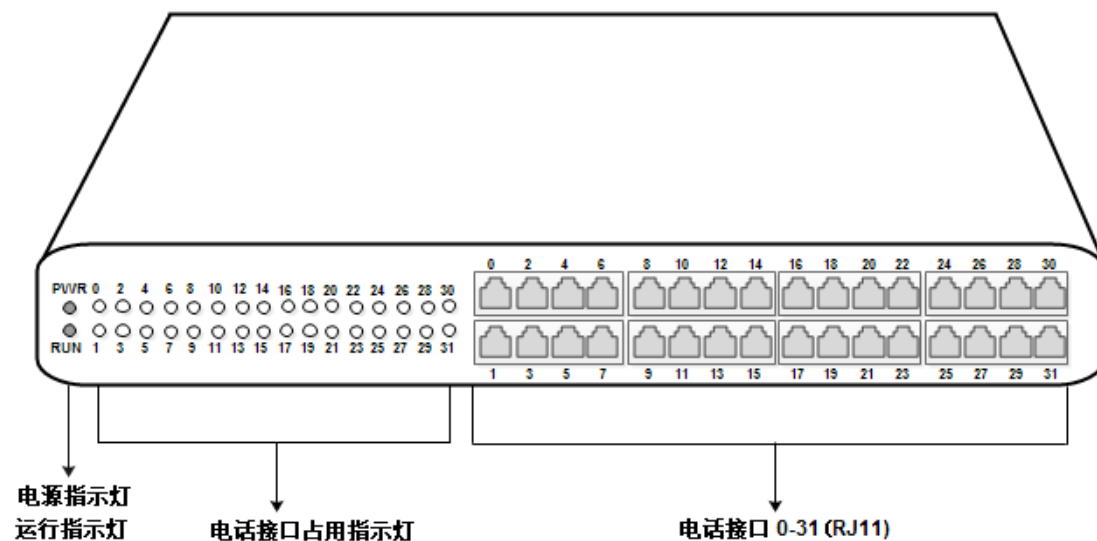 0 2 4 6 8 10 12 14 16 18 20 22 24 26 28 30
PWR 0 2 4 6 8 10 12 14 16 18 20 22 24 26 28 30
RUN 1 3 5 7 9 11 13 15 17 19 21 23 25 27 29 31
1 3 5 7 9 11 13 15 17 19 21 23 25 27 29 31
电源指示灯
运行指示灯
电话接口占用指示灯
电话接口 0-31 (RJ11)